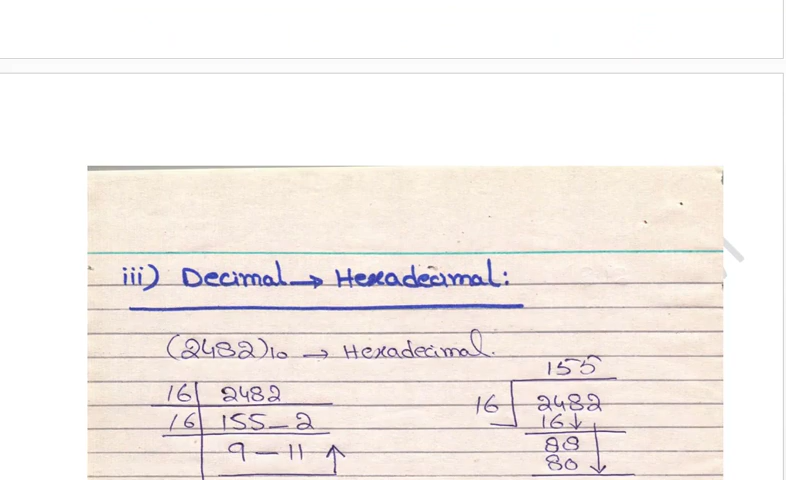 iii) Decimal → Hexadecimal:
(2482)10 → Hexadecimal.
16 | 2482
16 | 155 – 2
9 – 11 ↑
155
16 2482
16↓
88
80↓